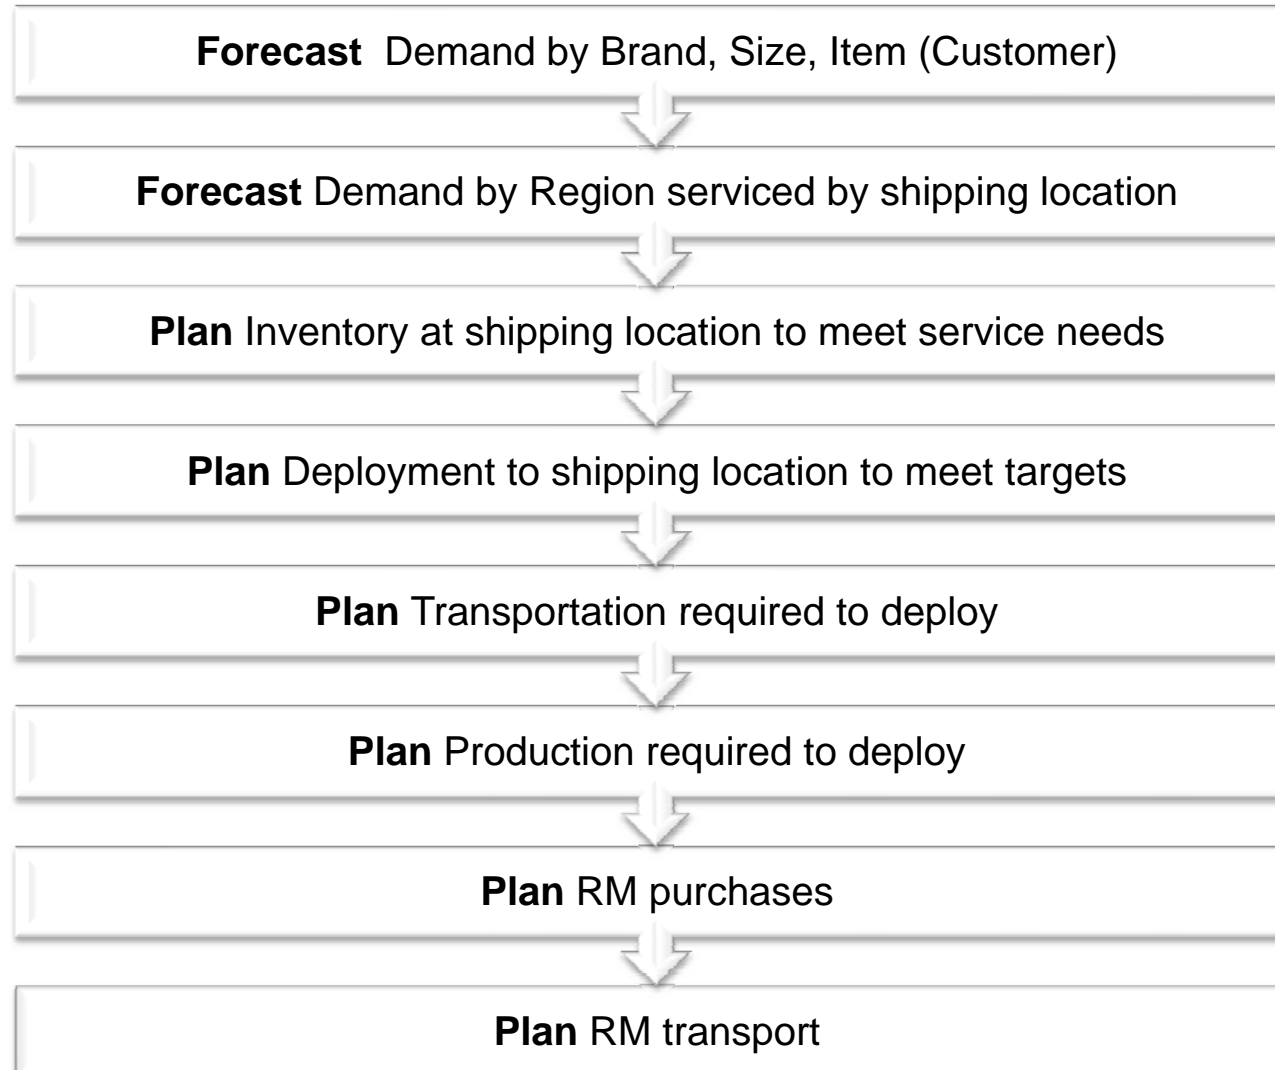 Forecast Demand by Brand, Size, Item (Customer)
Forecast Demand by Region serviced by shipping location
Plan Inventory at shipping location to meet service needs
Plan Deployment to shipping location to meet targets
Plan Transportation required to deploy
Plan Production required to deploy
Plan RM purchases
Plan RM transport